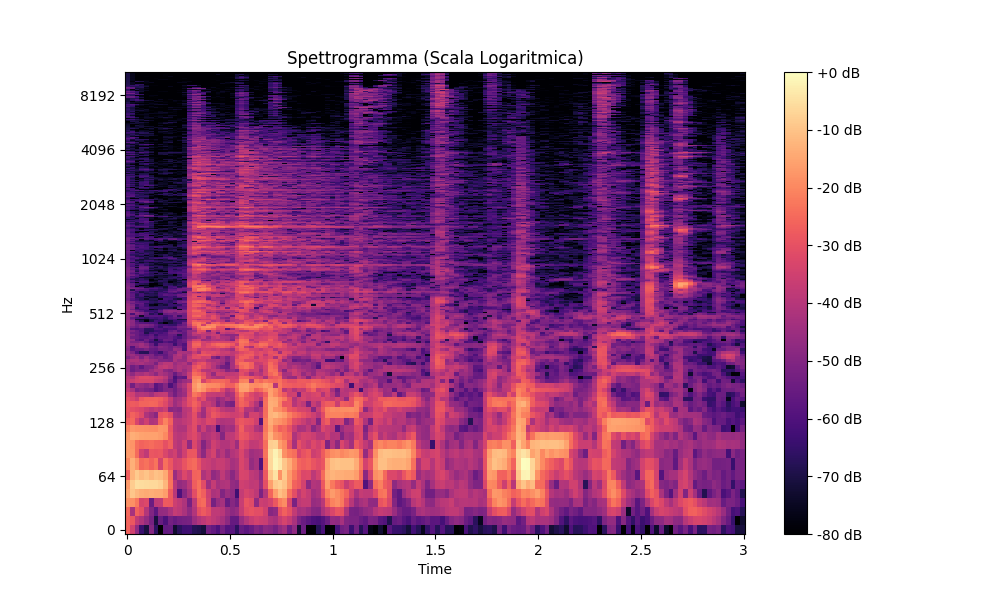 Spettrogramma (Scala Logaritmica)
Hz
8192
4096
2048
1024
512
256
128
64
0
0 0.5 1 1.5 2 2.5 3
Time
+0 dB
-10 dB
-20 dB
-30 dB
-40 dB
-50 dB
-60 dB
-70 dB
-80 dB